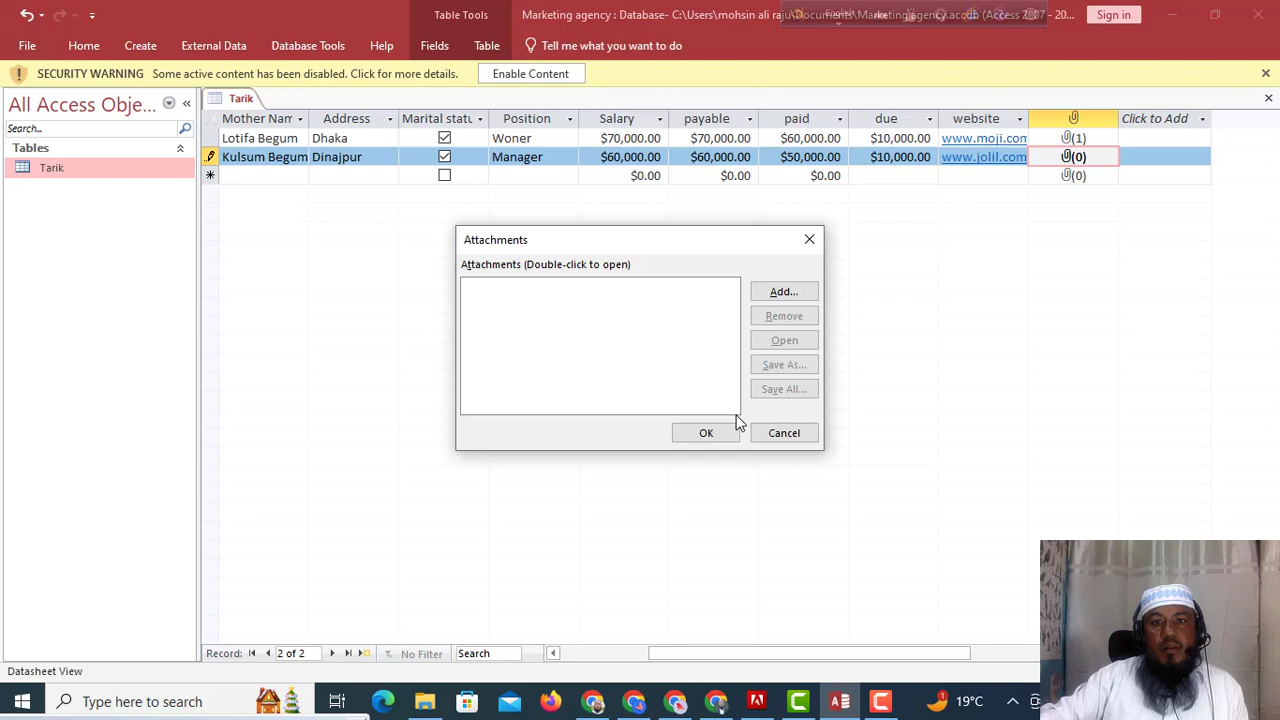 Table Tools
Marketing agency : Database- C:\Users\mohsin ali raju\Documents\Marketing agency.accdb (Access 2007 - 20...
Sign in
File Home Create External Data Database Tools Help Fields Table Tell me what you want to do
SECURITY WARNING Some active content has been disabled. Click for more details. Enable Content
All Access Obje...
Search...
Tables
Tarik
Tarik
Mother Nan Address Marital statu Position Salary payable paid due website Click to Add
Lotifa Begum Dhaka Woner $70,000.00 $70,000.00 $60,000.00 $10,000.00 www.moji.com (1)
Kulsum Begum Dinajpur Manager $60,000.00 $60,000.00 $50,000.00 $10,000.00 www.jolil.com (0)
$0.00 $0.00 $0.00 (0)
Attachments
Attachments (Double-click to open)
Add...
Remove
Open
Save As...
Save All...
OK Cancel
Record: 2 of 2 No Filter Search
Datasheet View
Type here to search
19°C